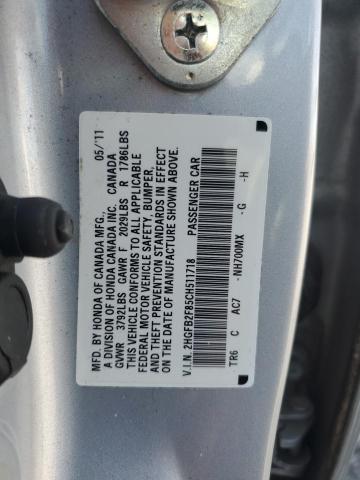 MFD. BY HONDA OF CANADA MFG. 05/'11
A DIVISION OF HONDA CANADA INC. CANADA
GVWR 3792LBS GAWR F 2029LBS R 1786LBS
THIS VEHICLE CONFORMS TO ALL APPLICABLE
FEDERAL MOTOR VEHICLE SAFETY, BUMPER,
AND THEFT PREVENTION STANDARDS IN EFFECT
ON THE DATE OF MANUFACTURE SHOWN ABOVE.
V.I.N. 2HGFB2F85CH511718 PASSENGER CAR
TR6 C AC7 -NH700MX -G -H